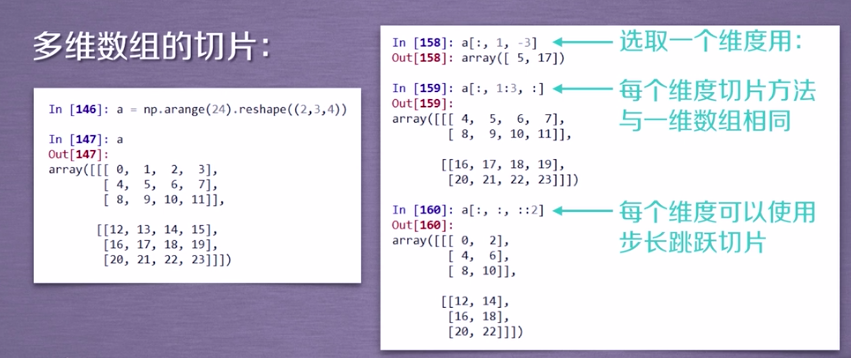 多维数组的切片：
In [146]: a = np.arange(24).reshape((2,3,4))
In [147]: a
Out[147]:
array([[[ 0,  1,  2,  3],
        [ 4,  5,  6,  7],
        [ 8,  9, 10, 11]],

       [[12, 13, 14, 15],
        [16, 17, 18, 19],
        [20, 21, 22, 23]]])
In [158]: a[:, 1, -3]
选取一个维度用：
Out[158]: array([ 5, 17])
In [159]: a[:, 1:3, :]
每个维度切片方法
与一维数组相同
Out[159]:
array([[[ 4,  5,  6,  7],
        [ 8,  9, 10, 11]],

       [[16, 17, 18, 19],
        [20, 21, 22, 23]]])
In [160]: a[:, :, ::2]
每个维度可以使用
步长跳跃切片
Out[160]:
array([[[ 0,  2],
        [ 4,  6],
        [ 8, 10]],

       [[12, 14],
        [16, 18],
        [20, 22]]])